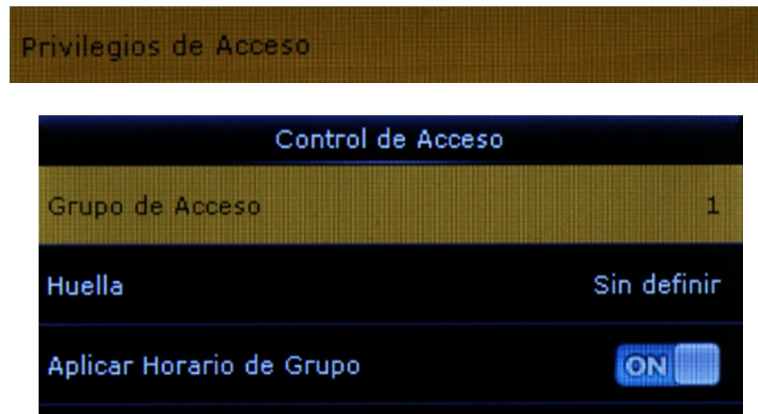 Privilegios de Acceso
Control de Acceso
Grupo de Acceso 1
Huella Sin definir
Aplicar Horario de Grupo ON